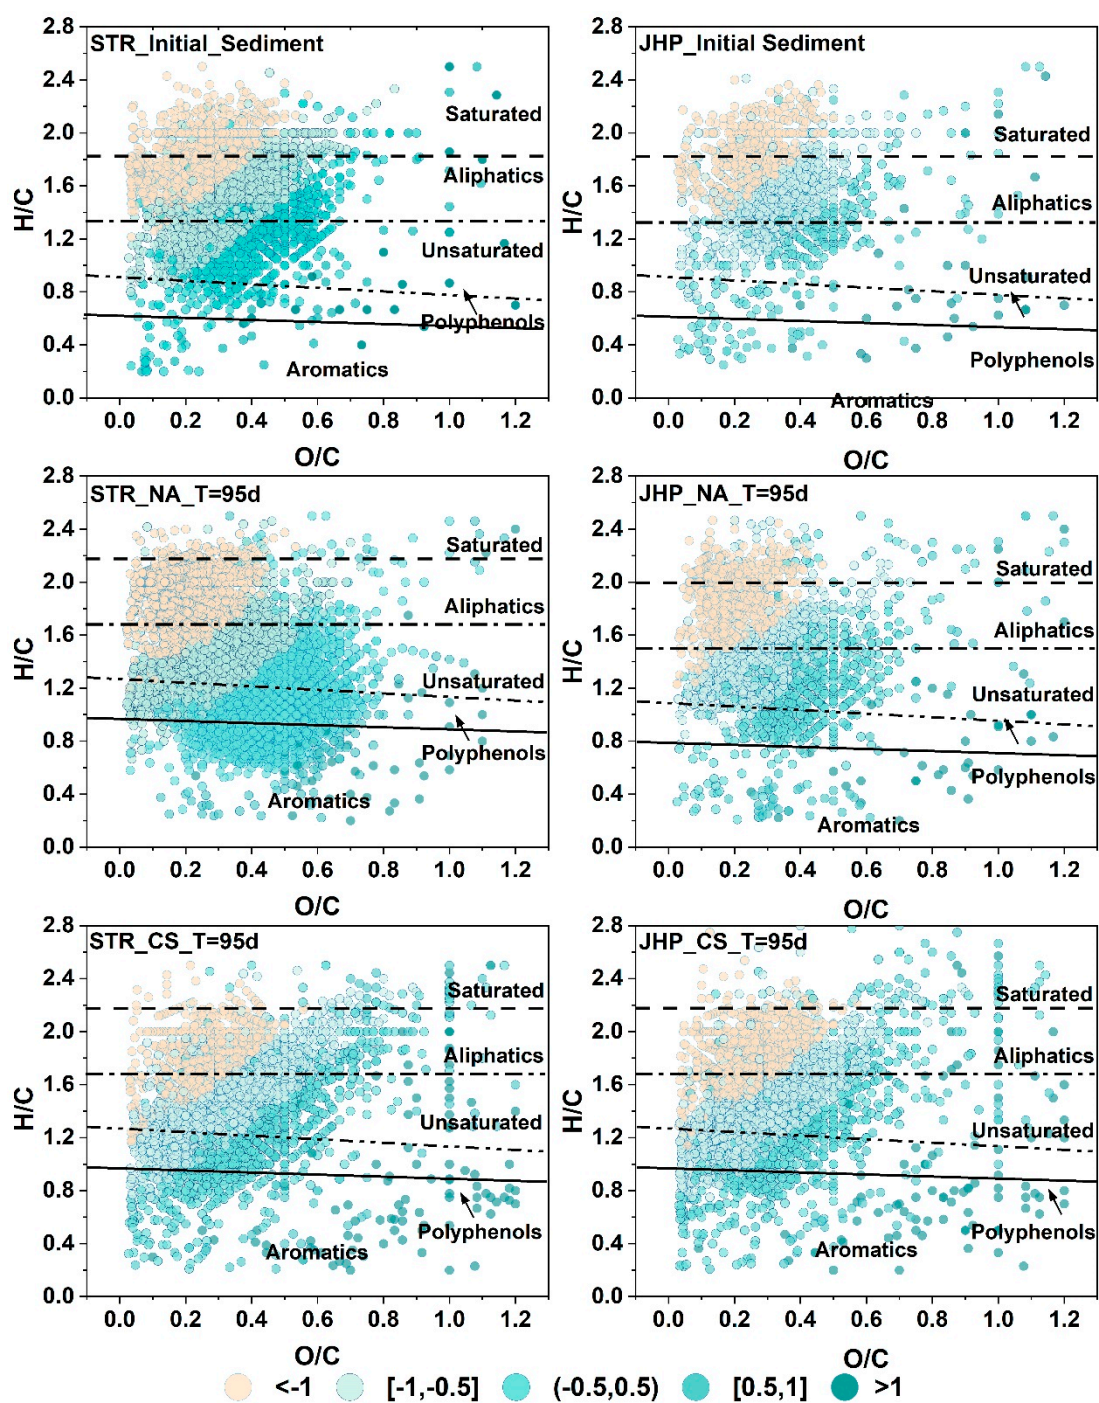 STR_Initial_Sediment
2.8
2.4
2.0
1.6
1.2
0.8
0.4
0.0
H/C
Saturated
Aliphatics
Unsaturated
Polyphenols
Aromatics
0.0 0.2 0.4 0.6 0.8 1.0 1.2
O/C
JHP_Initial Sediment
2.8
2.4
2.0
1.6
1.2
0.8
0.4
0.0
H/C
Saturated
Aliphatics
Unsaturated
Polyphenols
Aromatics
0.0 0.2 0.4 0.6 0.8 1.0 1.2
O/C
STR_NA_T=95d
2.8
2.4
2.0
1.6
1.2
0.8
0.4
0.0
H/C
Saturated
Aliphatics
Unsaturated
Polyphenols
Aromatics
0.0 0.2 0.4 0.6 0.8 1.0 1.2
O/C
JHP_NA_T=95d
2.8
2.4
2.0
1.6
1.2
0.8
0.4
0.0
H/C
Saturated
Aliphatics
Unsaturated
Polyphenols
Aromatics
0.0 0.2 0.4 0.6 0.8 1.0 1.2
O/C
STR_CS_T=95d
2.8
2.4
2.0
1.6
1.2
0.8
0.4
0.0
H/C
Saturated
Aliphatics
Unsaturated
Polyphenols
Aromatics
0.0 0.2 0.4 0.6 0.8 1.0 1.2
O/C
JHP_CS_T=95d
2.8
2.4
2.0
1.6
1.2
0.8
0.4
0.0
H/C
Saturated
Aliphatics
Unsaturated
Polyphenols
Aromatics
0.0 0.2 0.4 0.6 0.8 1.0 1.2
O/C
<-1 [-1,-0.5] (-0.5,0.5) [0.5,1] >1